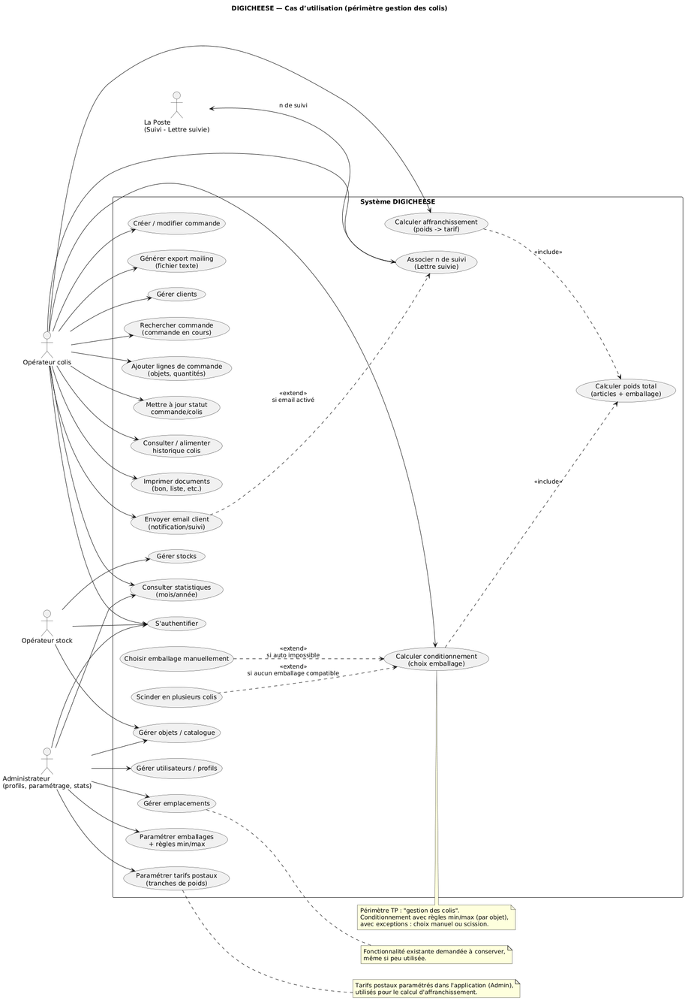 DIGICHEESE — Cas d’utilisation (périmètre gestion des colis)
n de suivi
La Poste
(Suivi - Lettre suivie)
Système DIGICHEESE
Créer / modifier commande
Calculer affranchissement
(poids -> tarif)
«include»
Générer export mailing
(fichier texte)
Associer n de suivi
(Lettre suivie)
Gérer clients
Rechercher commande
(commande en cours)
Opérateur colis
Ajouter lignes de commande
(objets, quantités)
Calculer poids total
(articles + emballage)
«extend»
si email activé
Mettre à jour statut
commande/colis
Consulter / alimenter
historique colis
Imprimer documents
(bon, liste, etc.)
«include»
Envoyer email client
(notification/suivi)
Gérer stocks
Consulter statistiques
(mois/année)
S'authentifier
Opérateur stock
«extend»
si auto impossible
Choisir emballage manuellement
Calculer conditionnement
(choix emballage)
«extend»
si aucun emballage compatible
Scinder en plusieurs colis
Gérer objets / catalogue
Gérer utilisateurs / profils
Administrateur
(profils, paramétrage, stats)
Gérer emplacements
Paramétrer emballages
+ règles min/max
Paramétrer tarifs postaux
(tranches de poids)
Périmètre TP : "gestion des colis".
Conditionnement avec règles min/max (par objet),
avec exceptions : choix manuel ou scission.
Fonctionnalité existante demandée à conserver,
même si peu utilisée.
Tarifs postaux paramétrés dans l'application (Admin),
utilisés pour le calcul d'affranchissement.